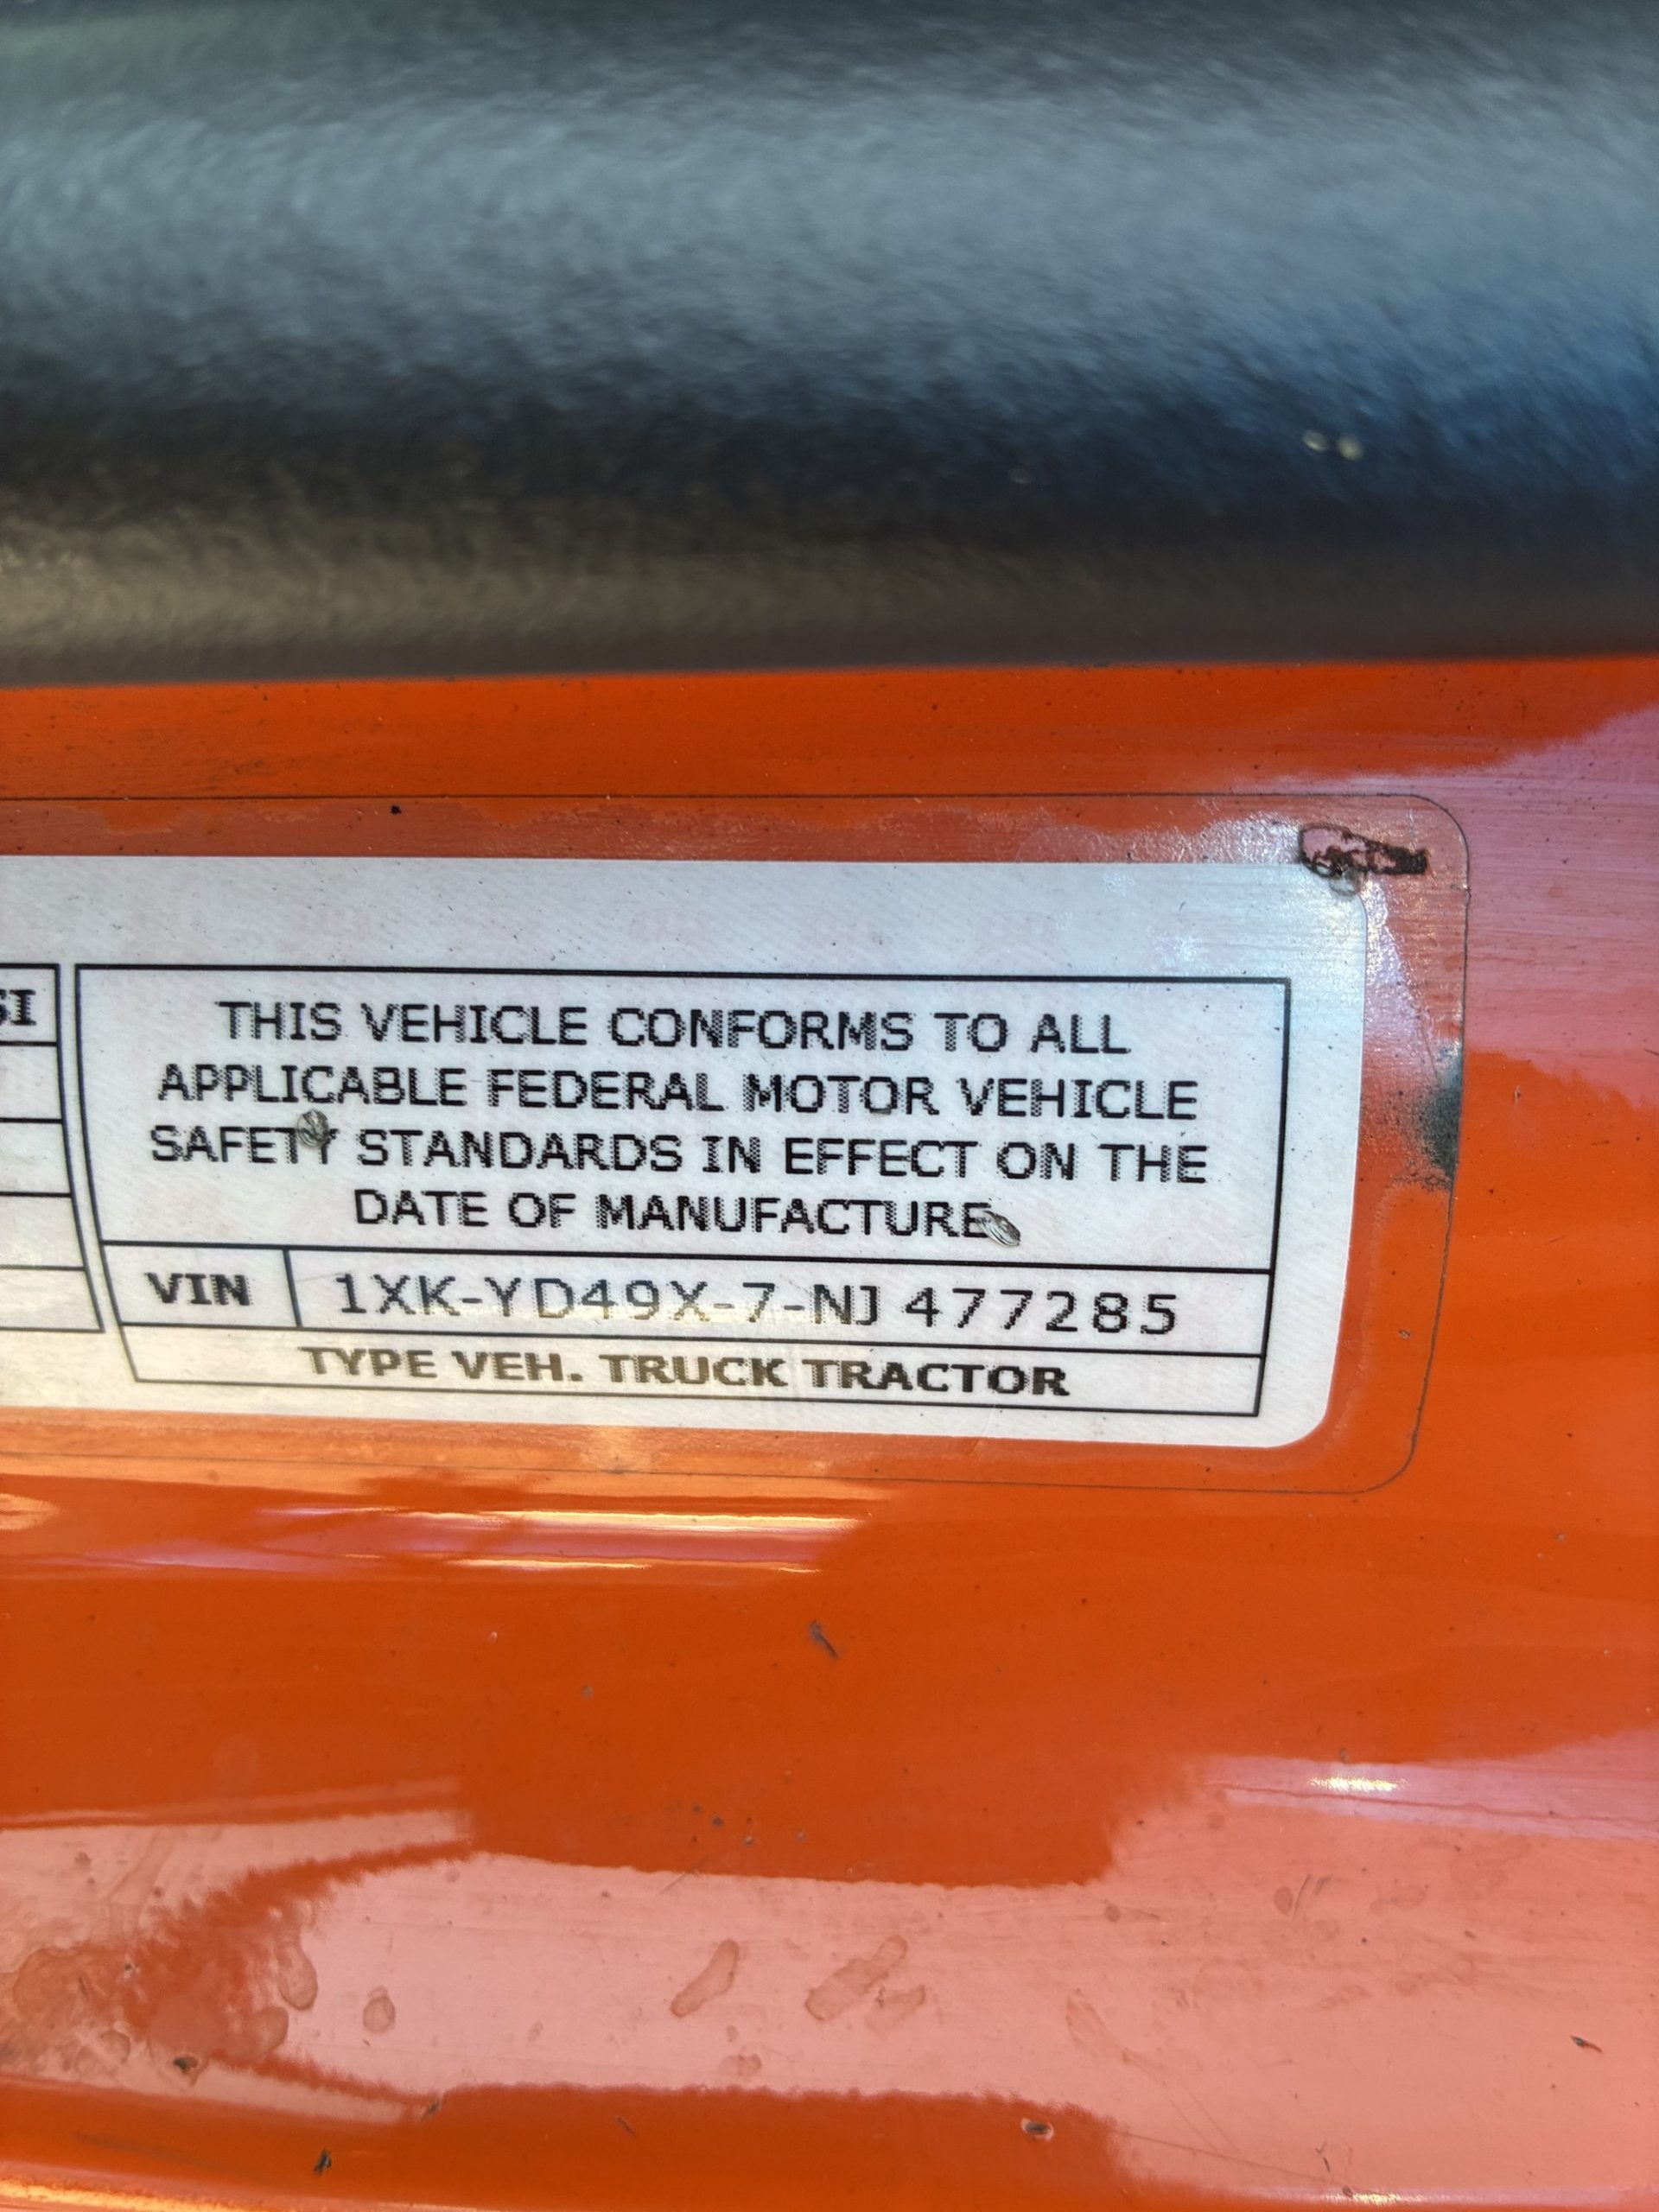 SI
THIS VEHICLE CONFORMS TO ALL
APPLICABLE FEDERAL MOTOR VEHICLE
SAFETY STANDARDS IN EFFECT ON THE
DATE OF MANUFACTURE
VIN 1XK-YD49X-7-NJ 477285
TYPE VEH. TRUCK TRACTOR